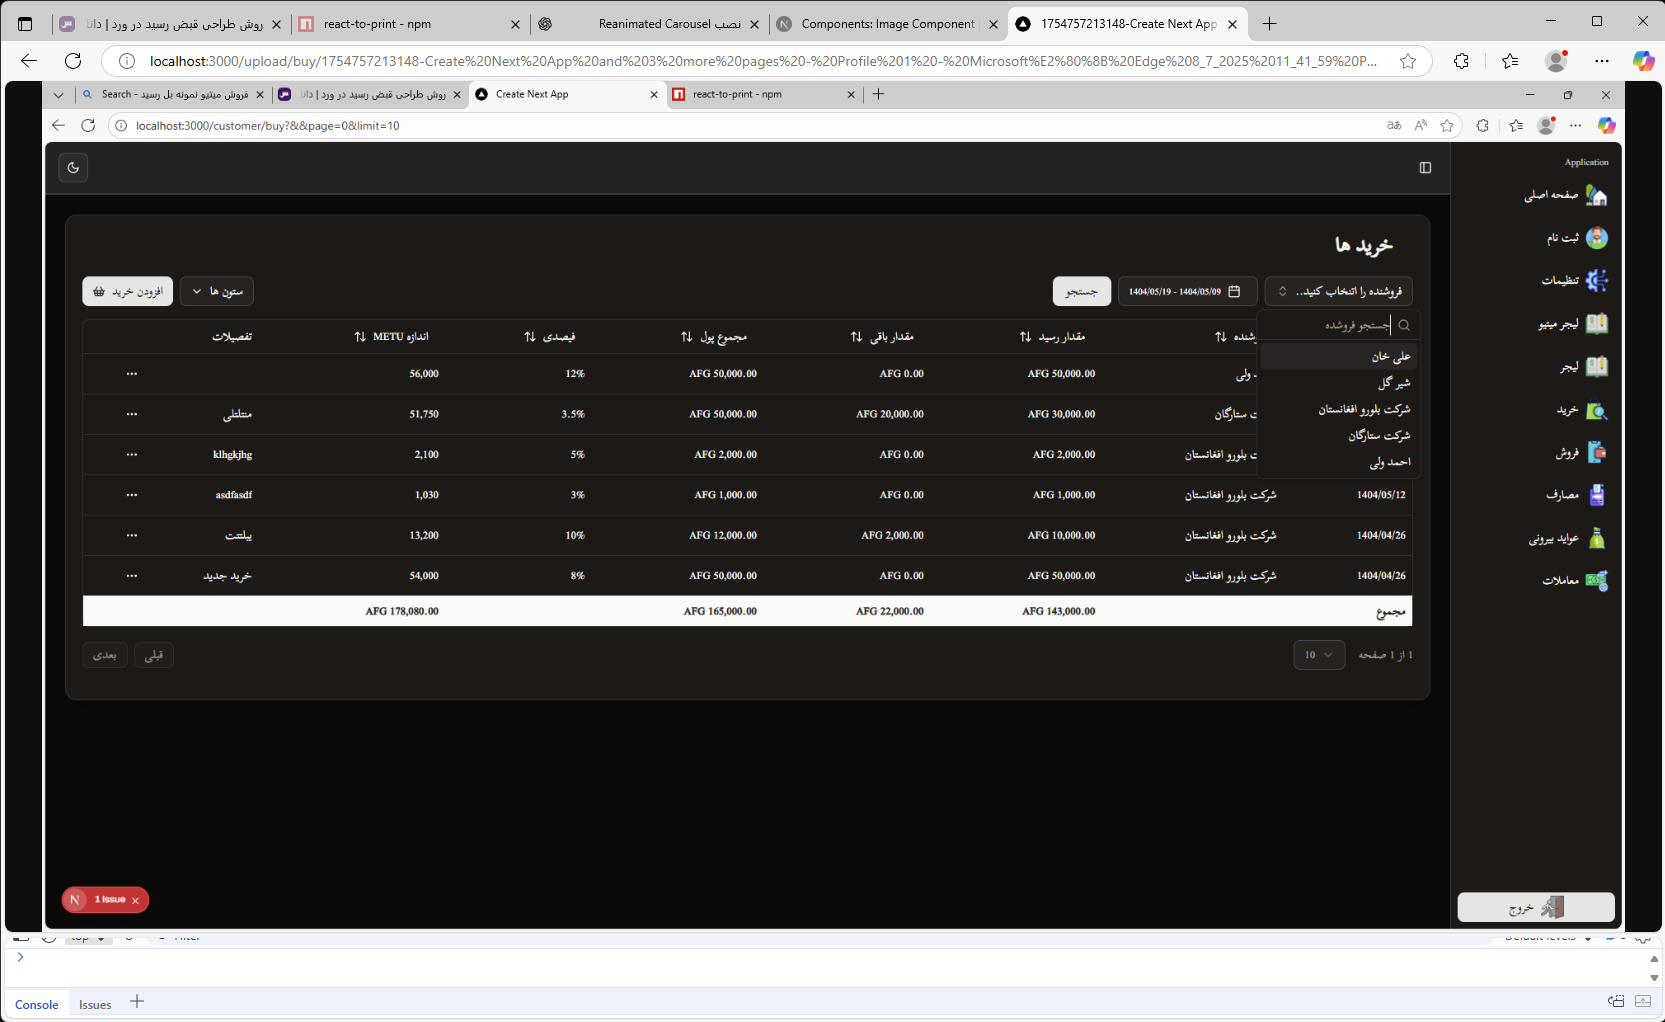 روش طراحی قبض رسید در ورد | دانا
react-to-print - npm
نصب Reanimated Carousel
Components: Image Component
1754757213148-Create Next App
localhost:3000/upload/buy/1754757213148-Create%20Next%20App%20and%203%20more%20pages%20-%20Profile%201%20-%20Microsoft%E2%80%8B%20Edge%208_7_2025%2011_41_59%20P...
فروش میتیو نمونه بل رسید - Search
روش طراحی قبض رسید در ورد | دانا
Create Next App
react-to-print - npm
localhost:3000/customer/buy?&&page=0&limit=10
Application
صفحه اصلی
ثبت نام
تنظیمات
لیجر میتیو
لیجر
خرید
فروش
مصارف
عواید بیرونی
معاملات
خروج
خرید ها
فروشنده را انتخاب کنید..
1404/05/19 - 1404/05/09
جستجو
ستون ها
افزودن خرید
جستجو فروشده
علی خان
شیر گل
شرکت بلورو افغانستان
شرکت ستارگان
احمد ولی
مقدار رسید مقدار باقی مجموع پول فیصدی اندازه METU تفصیلات
ولی AFG 50,000.00 AFG 0.00 AFG 50,000.00 12% 56,000 ...
ت ستارگان AFG 30,000.00 AFG 20,000.00 AFG 50,000.00 3.5% 51,750 منتلتلی ...
ت بلورو افغانستان AFG 2,000.00 AFG 0.00 AFG 2,000.00 5% 2,100 klhgkjhg ...
1404/05/12 شرکت بلورو افغانستان AFG 1,000.00 AFG 0.00 AFG 1,000.00 3% 1,030 asdfasdf ...
1404/04/26 شرکت بلورو افغانستان AFG 10,000.00 AFG 2,000.00 AFG 12,000.00 10% 13,200 بیلتتت ...
1404/04/26 شرکت بلورو افغانستان AFG 50,000.00 AFG 0.00 AFG 50,000.00 8% 54,000 خرید جدید ...
مجموع AFG 143,000.00 AFG 22,000.00 AFG 165,000.00 AFG 178,080.00
1 از 1 صفحه
10
قبلی
بعدی
N 1 Issue
top
Filter
Default levels
Console
Issues